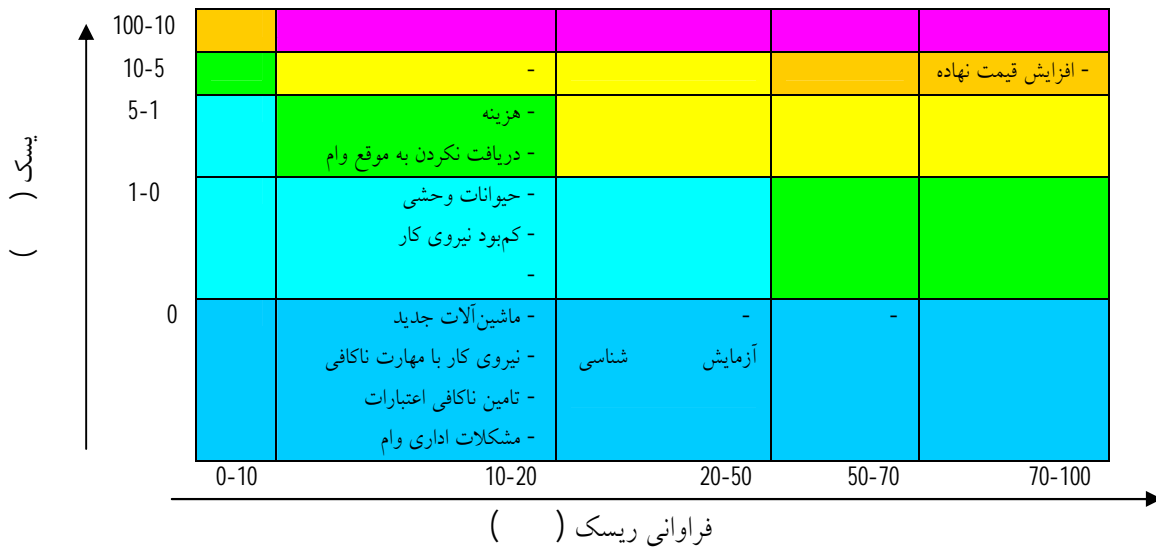 100-10
10-5
-
- افزایش قیمت نهاده
5-1
- هزینه
- دریافت نکردن به موقع وام
1-0
- حیوانات وحشی
- کم‌بود نیروی کار
-
0
- ماشین‌آلات جدید
- نیروی کار با مهارت ناکافی
- تامین ناکافی اعتبارات
- مشکلات اداری وام
-
آزمایش شناسی
-
0-10
10-20
20-50
50-70
70-100
فراوانی ریسک ( )
یسک ( )